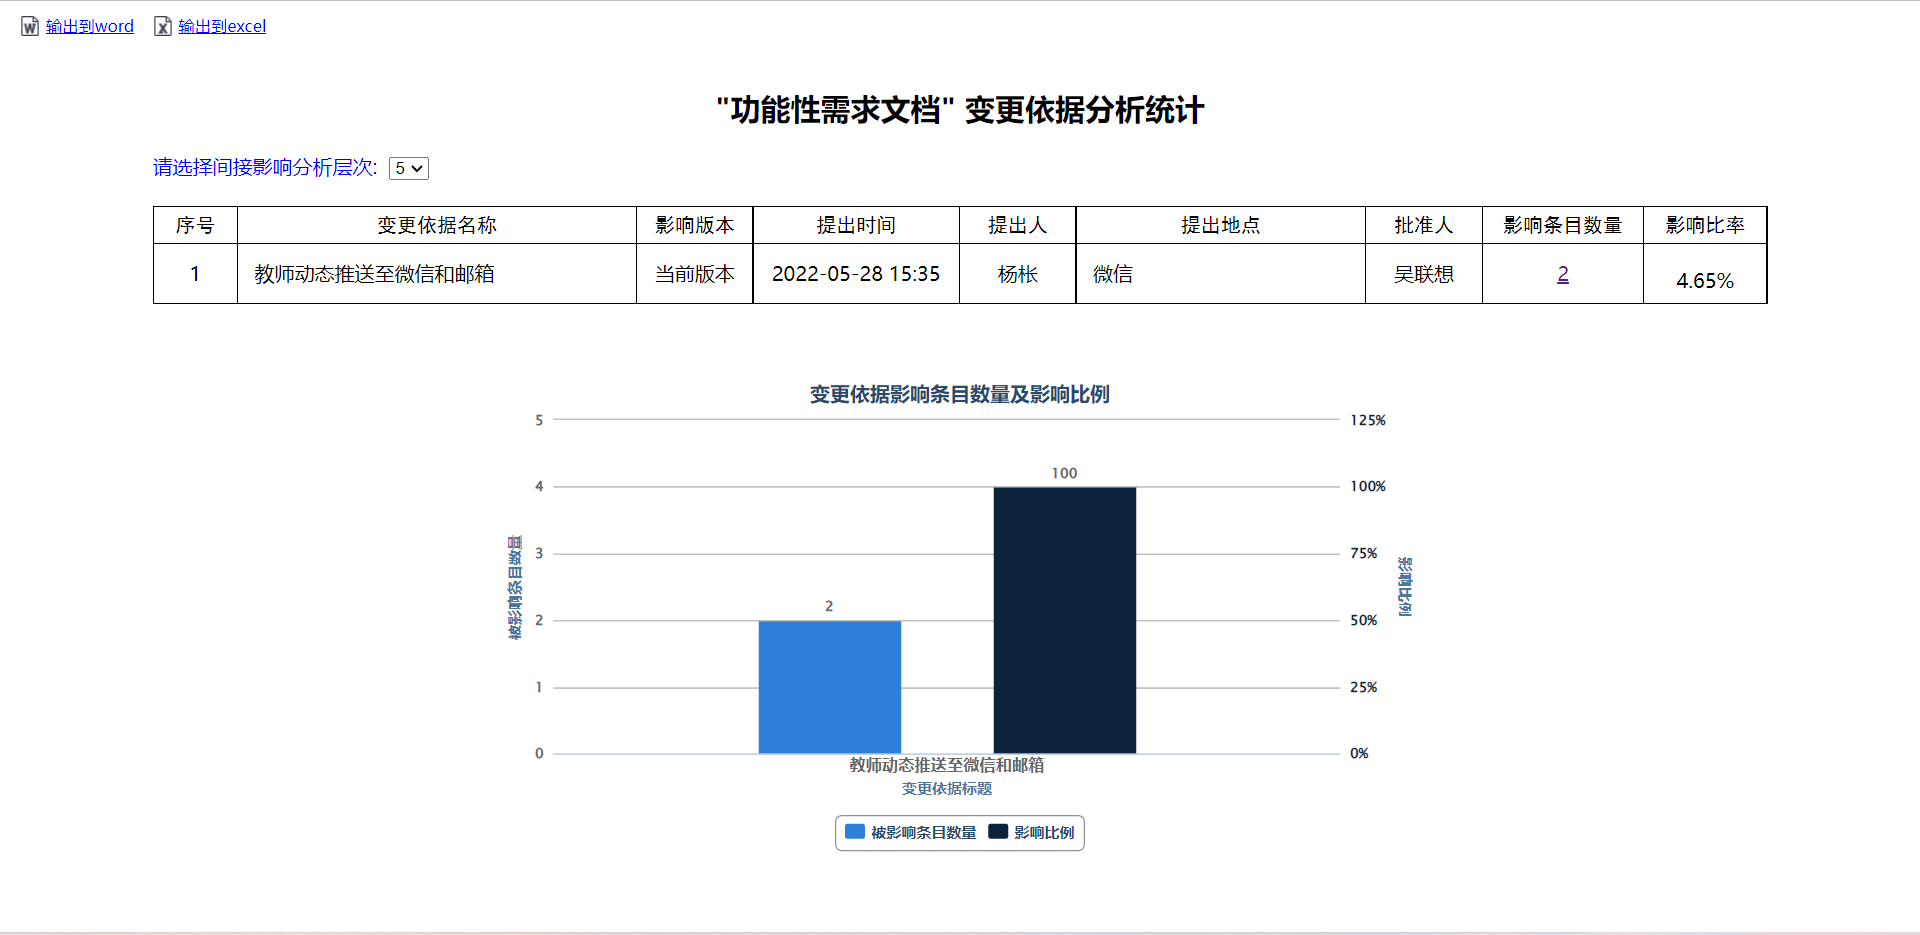 输出到word 输出到excel
"功能性需求文档" 变更依据分析统计
请选择间接影响分析层次: 5
序号 变更依据名称 影响版本 提出时间 提出人 提出地点 批准人 影响条目数量 影响比率
1 教师动态推送至微信和邮箱 当前版本 2022-05-28 15:35 杨枨 微信 吴联想 2 4.65%
变更依据影响条目数量及影响比例
5 125%
100
4 100%
3 75%
2
2 50%
1 25%
0 0%
被影响条目数量
影响比例
教师动态推送至微信和邮箱
变更依据标题
被影响条目数量 影响比例